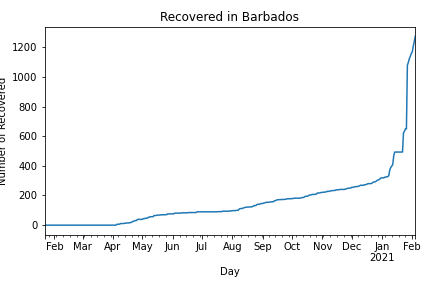 Recovered in Barbados
1200
1000
800
600
400
200
0
Number of Recovered
Feb Mar Apr May Jun Jul Aug Sep Oct Nov Dec Jan Feb
2021
Day